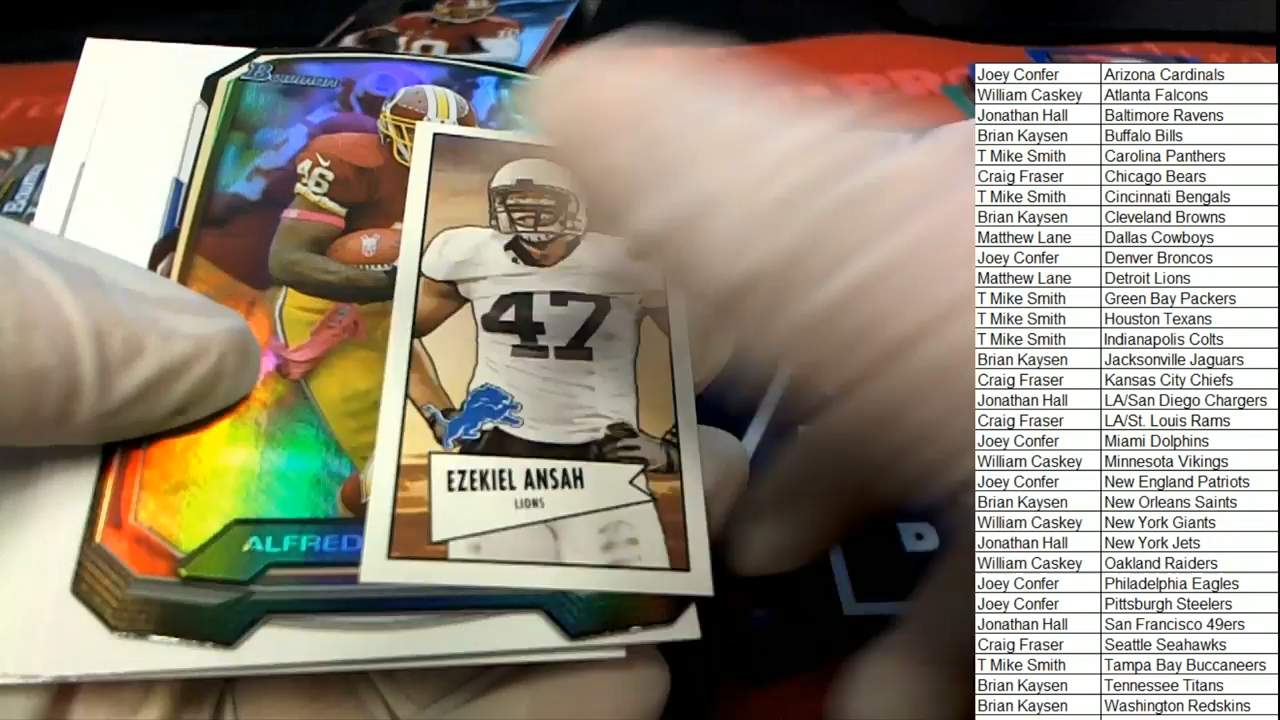 Bowman
46
10
47
EZEKIEL ANSAH
LIONS
ALFRED
Joey Confer Arizona Cardinals
William Caskey Atlanta Falcons
Jonathan Hall Baltimore Ravens
Brian Kaysen Buffalo Bills
T Mike Smith Carolina Panthers
Craig Fraser Chicago Bears
T Mike Smith Cincinnati Bengals
Brian Kaysen Cleveland Browns
Matthew Lane Dallas Cowboys
Joey Confer Denver Broncos
Matthew Lane Detroit Lions
T Mike Smith Green Bay Packers
T Mike Smith Houston Texans
T Mike Smith Indianapolis Colts
Brian Kaysen Jacksonville Jaguars
Craig Fraser Kansas City Chiefs
Jonathan Hall LA/San Diego Chargers
Craig Fraser LA/St. Louis Rams
Joey Confer Miami Dolphins
William Caskey Minnesota Vikings
Joey Confer New England Patriots
Brian Kaysen New Orleans Saints
William Caskey New York Giants
Jonathan Hall New York Jets
William Caskey Oakland Raiders
Joey Confer Philadelphia Eagles
Joey Confer Pittsburgh Steelers
Jonathan Hall San Francisco 49ers
Craig Fraser Seattle Seahawks
T Mike Smith Tampa Bay Buccaneers
Brian Kaysen Tennessee Titans
Brian Kaysen Washington Redskins